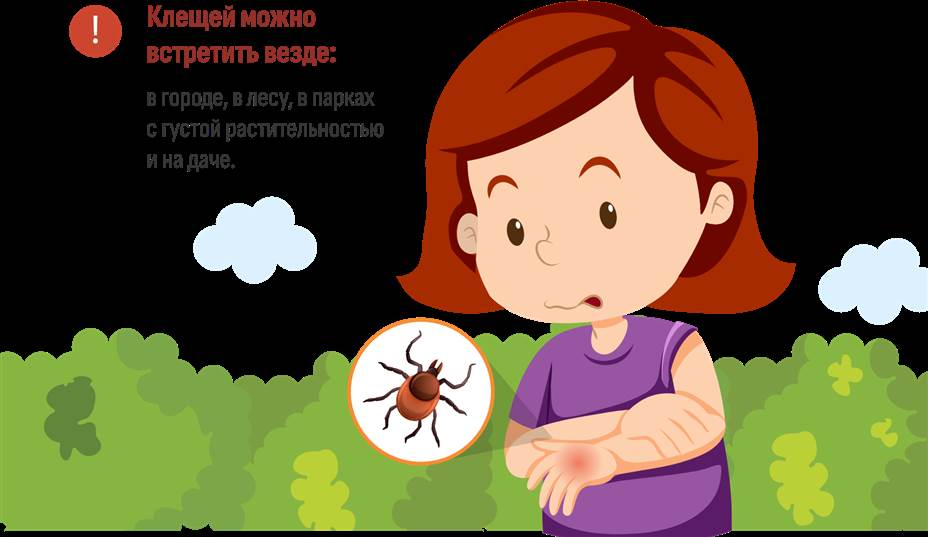 !
Клещей можно
встретить везде:
в городе, в лесу, в парках
с густой растительностью
и на даче.